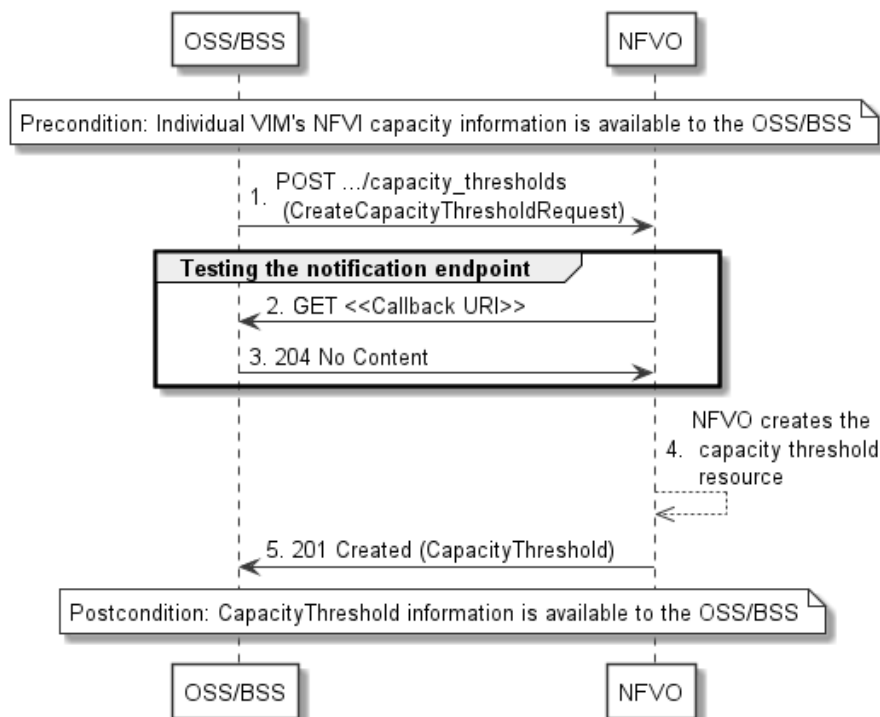 OSS/BSS
NFVO
Precondition: Individual VIM's NFVI capacity information is available to the OSS/BSS
1. POST .../capacity_thresholds
(CreateCapacityThresholdRequest)
Testing the notification endpoint
2. GET <<Callback URI>>
3. 204 No Content
NFVO creates the
4. capacity threshold
resource
5. 201 Created (CapacityThreshold)
Postcondition: CapacityThreshold information is available to the OSS/BSS
OSS/BSS
NFVO